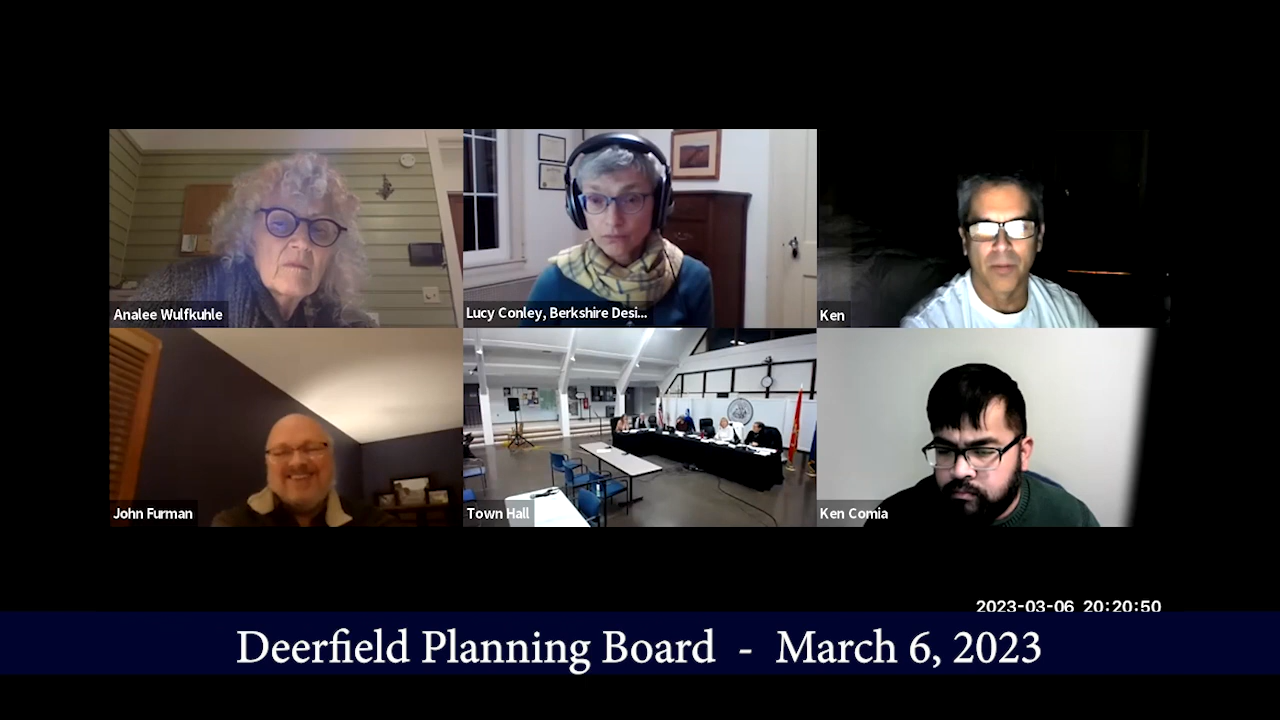 Analee Wulfkuhle
Lucy Conley, Berkshire Desi...
Ken
John Furman
Town Hall
Ken Comia
2023-03-06 20:20:50
Deerfield Planning Board - March 6, 2023